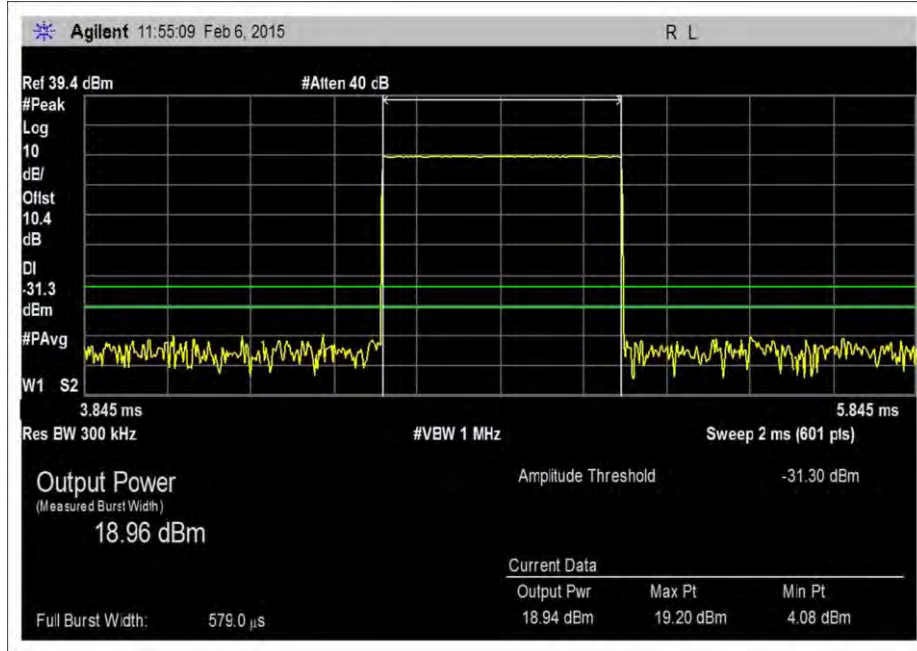 Agilent 11:55:09 Feb 6, 2015 R L
Ref 39.4 dBm #Atten 40 dB
#Peak
Log
10
dB/
Offst
10.4
dB
DI
-31.3
dBm
#PAvg
W1 S2
3.845 ms 5.845 ms
Res BW 300 kHz #VBW 1 MHz Sweep 2 ms (601 pts)
Output Power Amplitude Threshold -31.30 dBm
(Measured Burst Width)
18.96 dBm
Current Data
Output Pwr Max Pt Min Pt
Full Burst Width: 579.0 µs 18.94 dBm 19.20 dBm 4.08 dBm